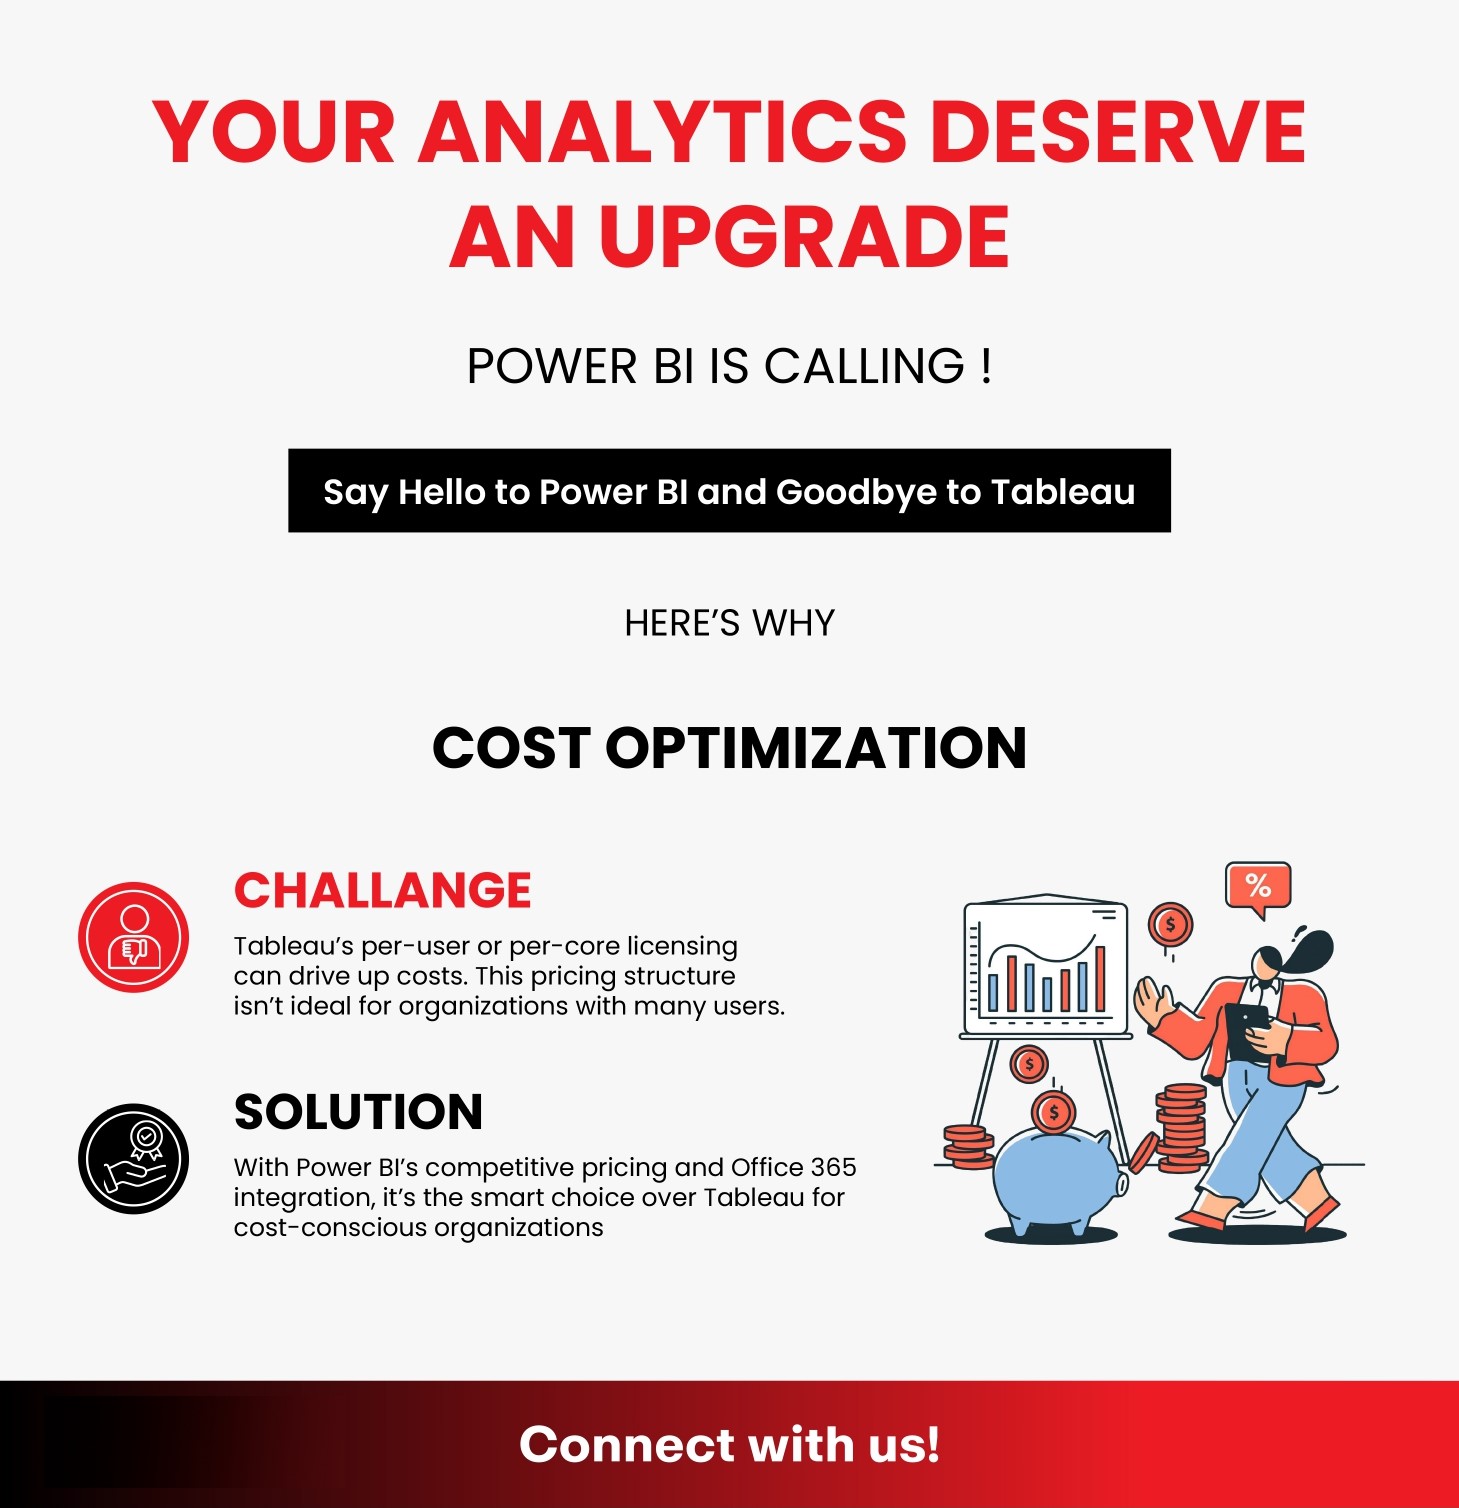 YOUR ANALYTICS DESERVE
AN UPGRADE
POWER BI IS CALLING !
Say Hello to Power BI and Goodbye to Tableau
HERE’S WHY
COST OPTIMIZATION
CHALLANGE
Tableau’s per-user or per-core licensing
can drive up costs. This pricing structure
isn’t ideal for organizations with many users.
SOLUTION
With Power BI’s competitive pricing and Office 365
integration, it’s the smart choice over Tableau for
cost-conscious organizations
%
$
$
$
Connect with us!